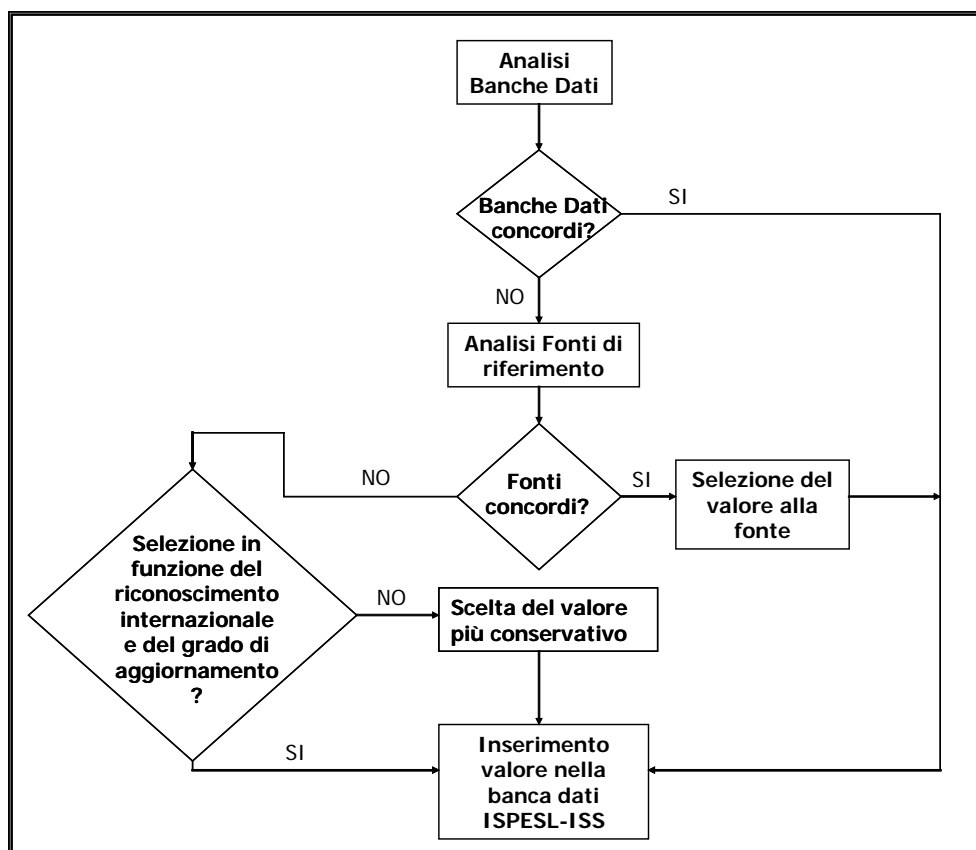 Analisi
Banche Dati
Banche Dati
concordi?
SI
NO
Analisi Fonti di
riferimento
Fonti
concordi?
NO
SI
Selezione del
valore alla
fonte
Selezione in
funzione del
riconoscimento
internazionale
e del grado di
aggiornamento
?
NO
Scelta del valore
più conservativo
SI
Inserimento
valore nella
banca dati
ISPESL-ISS